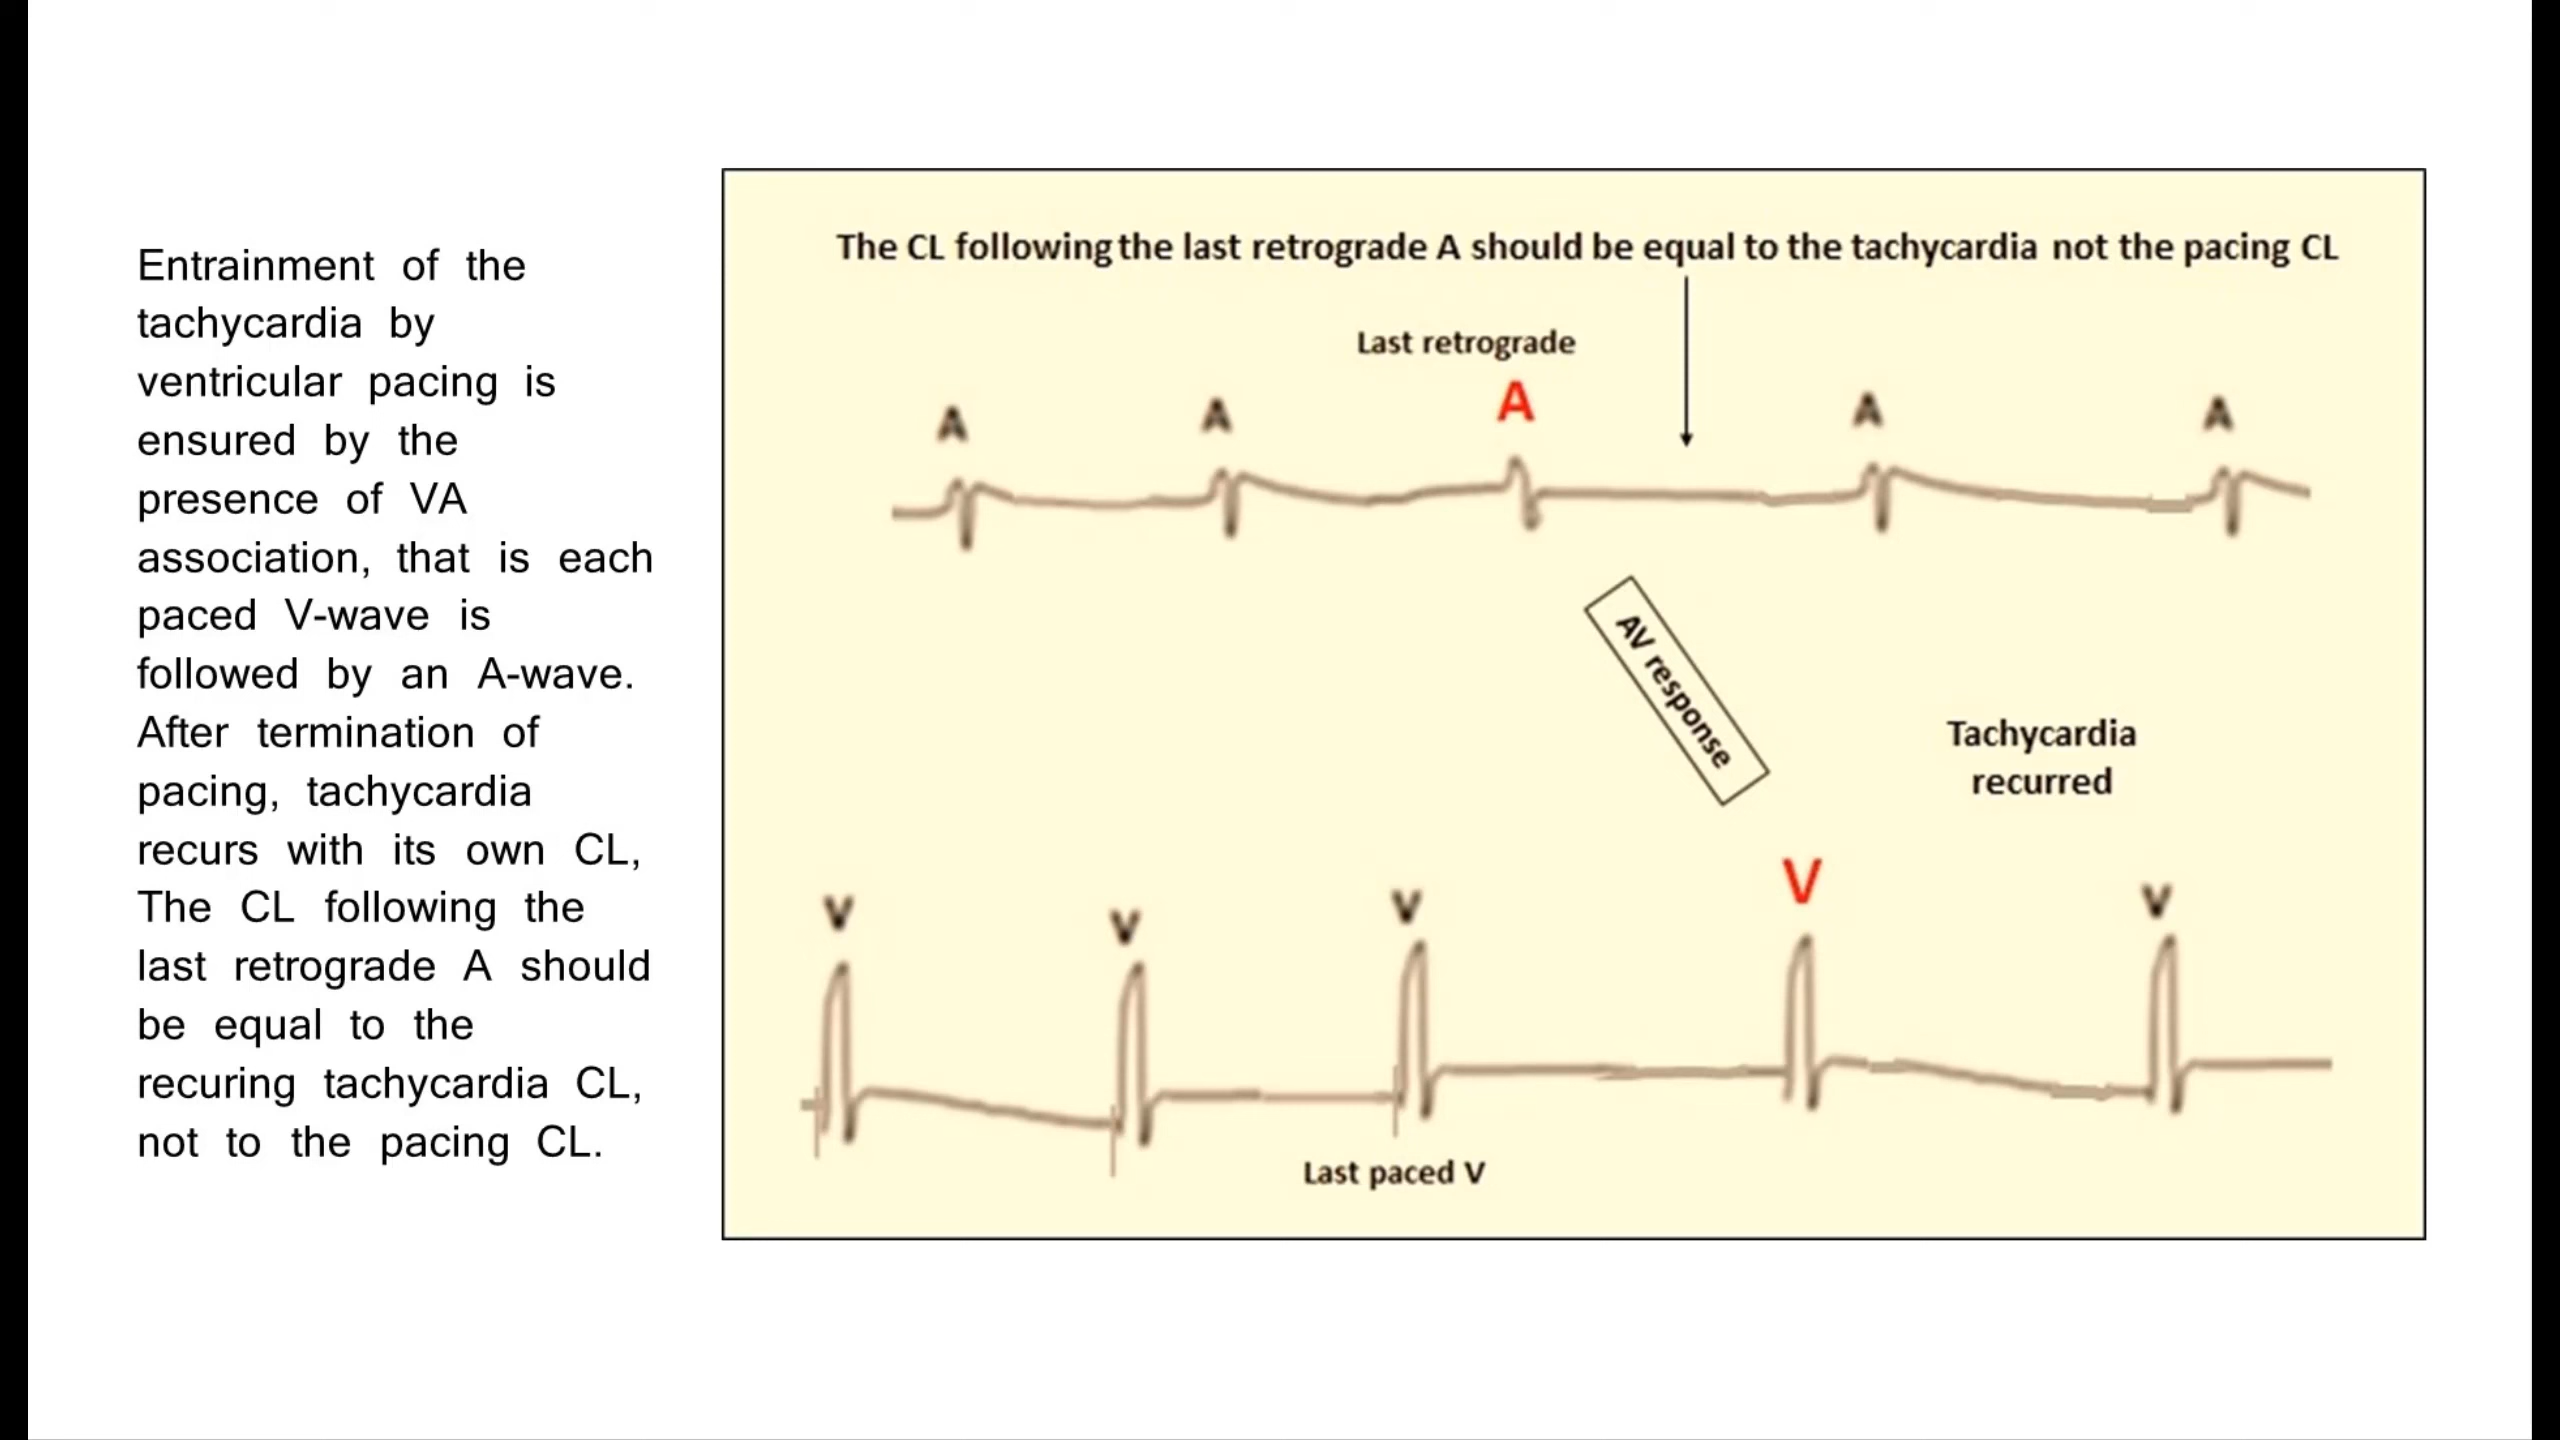 Entrainment of the
tachycardia by
ventricular pacing is
ensured by the
presence of VA
association, that is each
paced V-wave is
followed by an A-wave.
After termination of
pacing, tachycardia
recurs with its own CL,
The CL following the
last retrograde A should
be equal to the
recuring tachycardia CL,
not to the pacing CL.
The CL following the last retrograde A should be equal to the tachycardia not the pacing CL
Last retrograde
A A A A A
AV response
Tachycardia
recurred
V V V V V
Last paced V